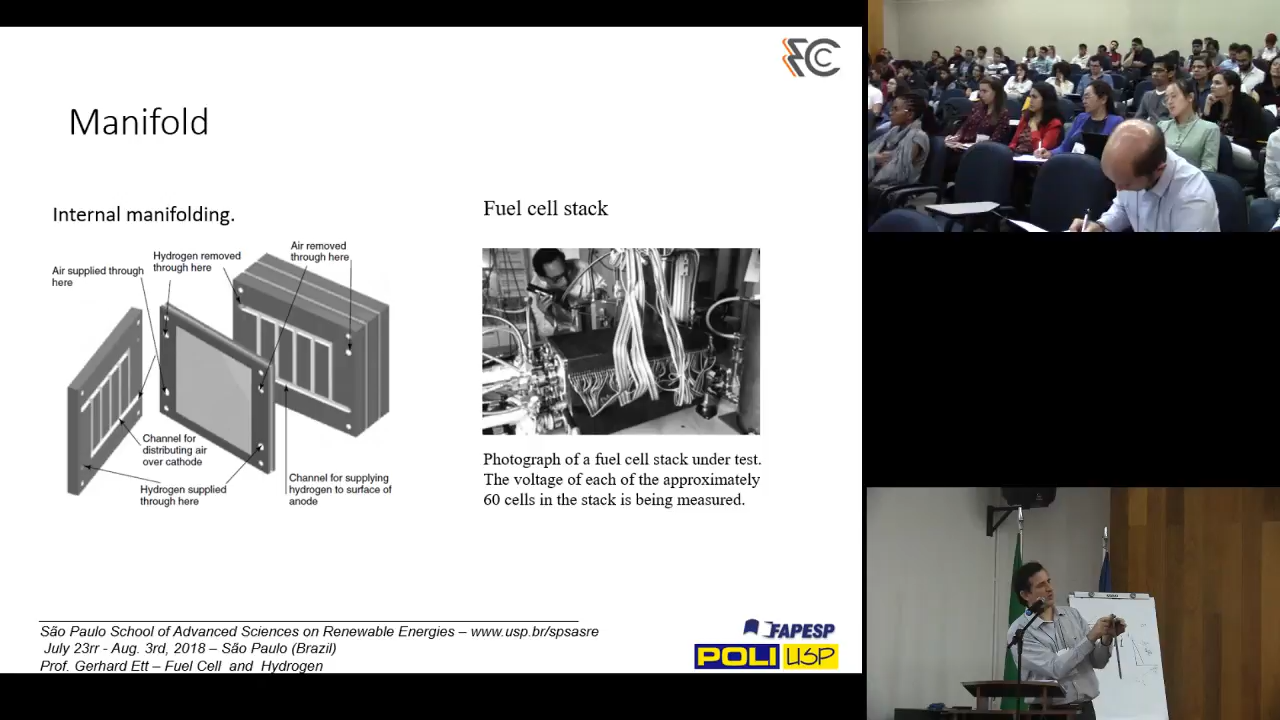 Manifold
Internal manifolding.
Air supplied through
here
Hydrogen removed
through here
Air removed
through here
Channel for
distributing air
over cathode
Hydrogen supplied
through here
Channel for supplying
hydrogen to surface of
anode
Fuel cell stack
Photograph of a fuel cell stack under test.
The voltage of each of the approximately
60 cells in the stack is being measured.
São Paulo School of Advanced Sciences on Renewable Energies – www.usp.br/spsasre
July 23rr - Aug. 3rd, 2018 – São Paulo (Brazil)
Prof. Gerhard Ett – Fuel Cell and Hydrogen
FAPESP
POLI USP